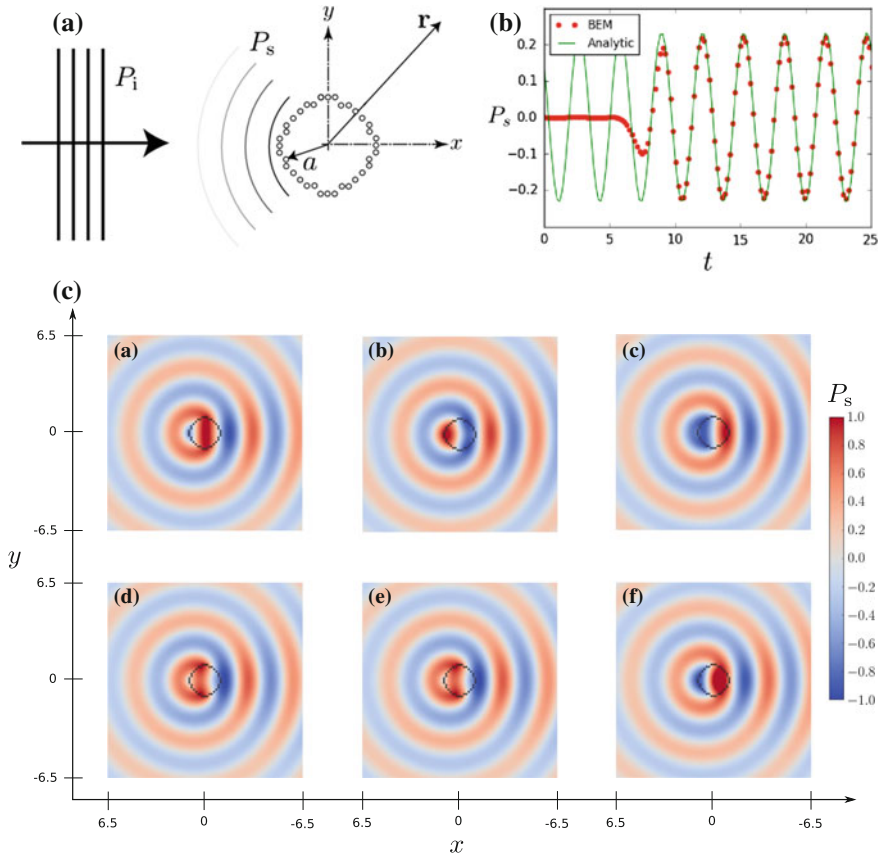 (a)
y
r
P_i
P_s
x
a
(b)
BEM
Analytic
0.2
0.1
0.0
−0.1
−0.2
P_s
0 5 10 15 20 25
t
(c)
6.5
0
-6.5
(a) (b) (c)
P_s
1.0
0.8
0.6
0.4
0.2
0.0
−0.2
−0.4
−0.6
−0.8
−1.0
y
6.5
0
-6.5
(d) (e) (f)
6.5 0 -6.5 6.5 0 -6.5 6.5 0 -6.5
x